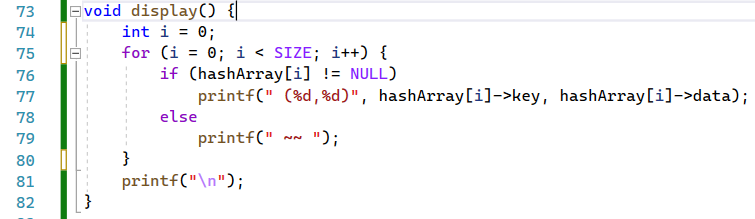 73 void display() {
74     int i = 0;
75     for (i = 0; i < SIZE; i++) {
76         if (hashArray[i] != NULL)
77             printf(" (%d,%d)", hashArray[i]->key, hashArray[i]->data);
78         else
79             printf(" ~~ ");
80     }
81     printf("\n");
82 }